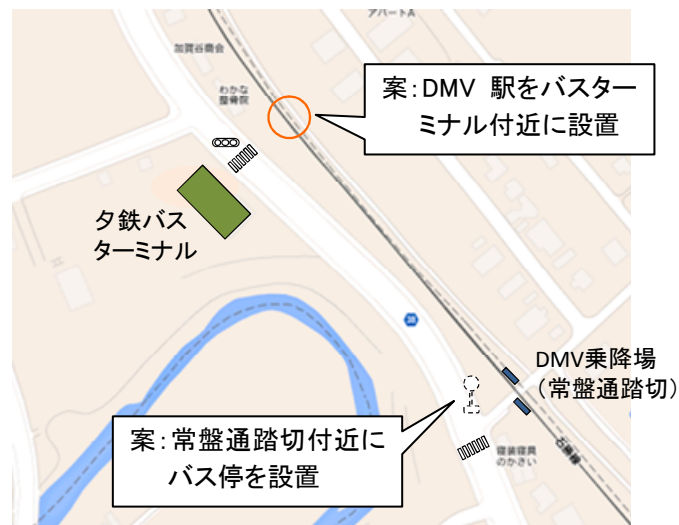 アパートA
加賀谷商会
わかな
整骨院
案：DMV 駅をバスター
ミナル付近に設置
夕鉄バス
ターミナル
38
DMV乗降場
（常盤通踏切）
案：常盤通踏切付近に
バス停を設置
寝装寝具
のかさい
石勝線